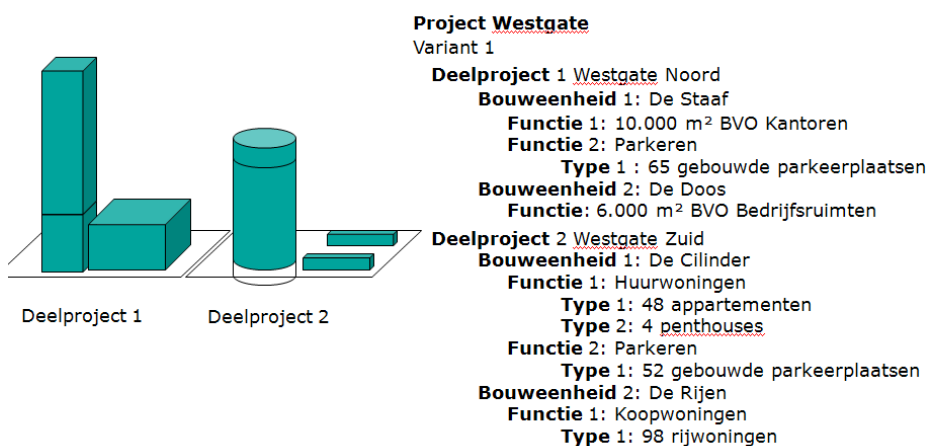 Project Westgate
Variant 1
Deelproject 1 Westgate Noord
Bouweenheid 1: De Staaf
Functie 1: 10.000 m² BVO Kantoren
Functie 2: Parkeren
Type 1 : 65 gebouwde parkeerplaatsen
Bouweenheid 2: De Doos
Functie: 6.000 m² BVO Bedrijfsruimten
Deelproject 2 Westgate Zuid
Bouweenheid 1: De Cilinder
Functie 1: Huurwoningen
Type 1: 48 appartementen
Type 2: 4 penthouses
Functie 2: Parkeren
Type 1: 52 gebouwde parkeerplaatsen
Bouweenheid 2: De Rijen
Functie 1: Koopwoningen
Type 1: 98 rijwoningen
Deelproject 1
Deelproject 2